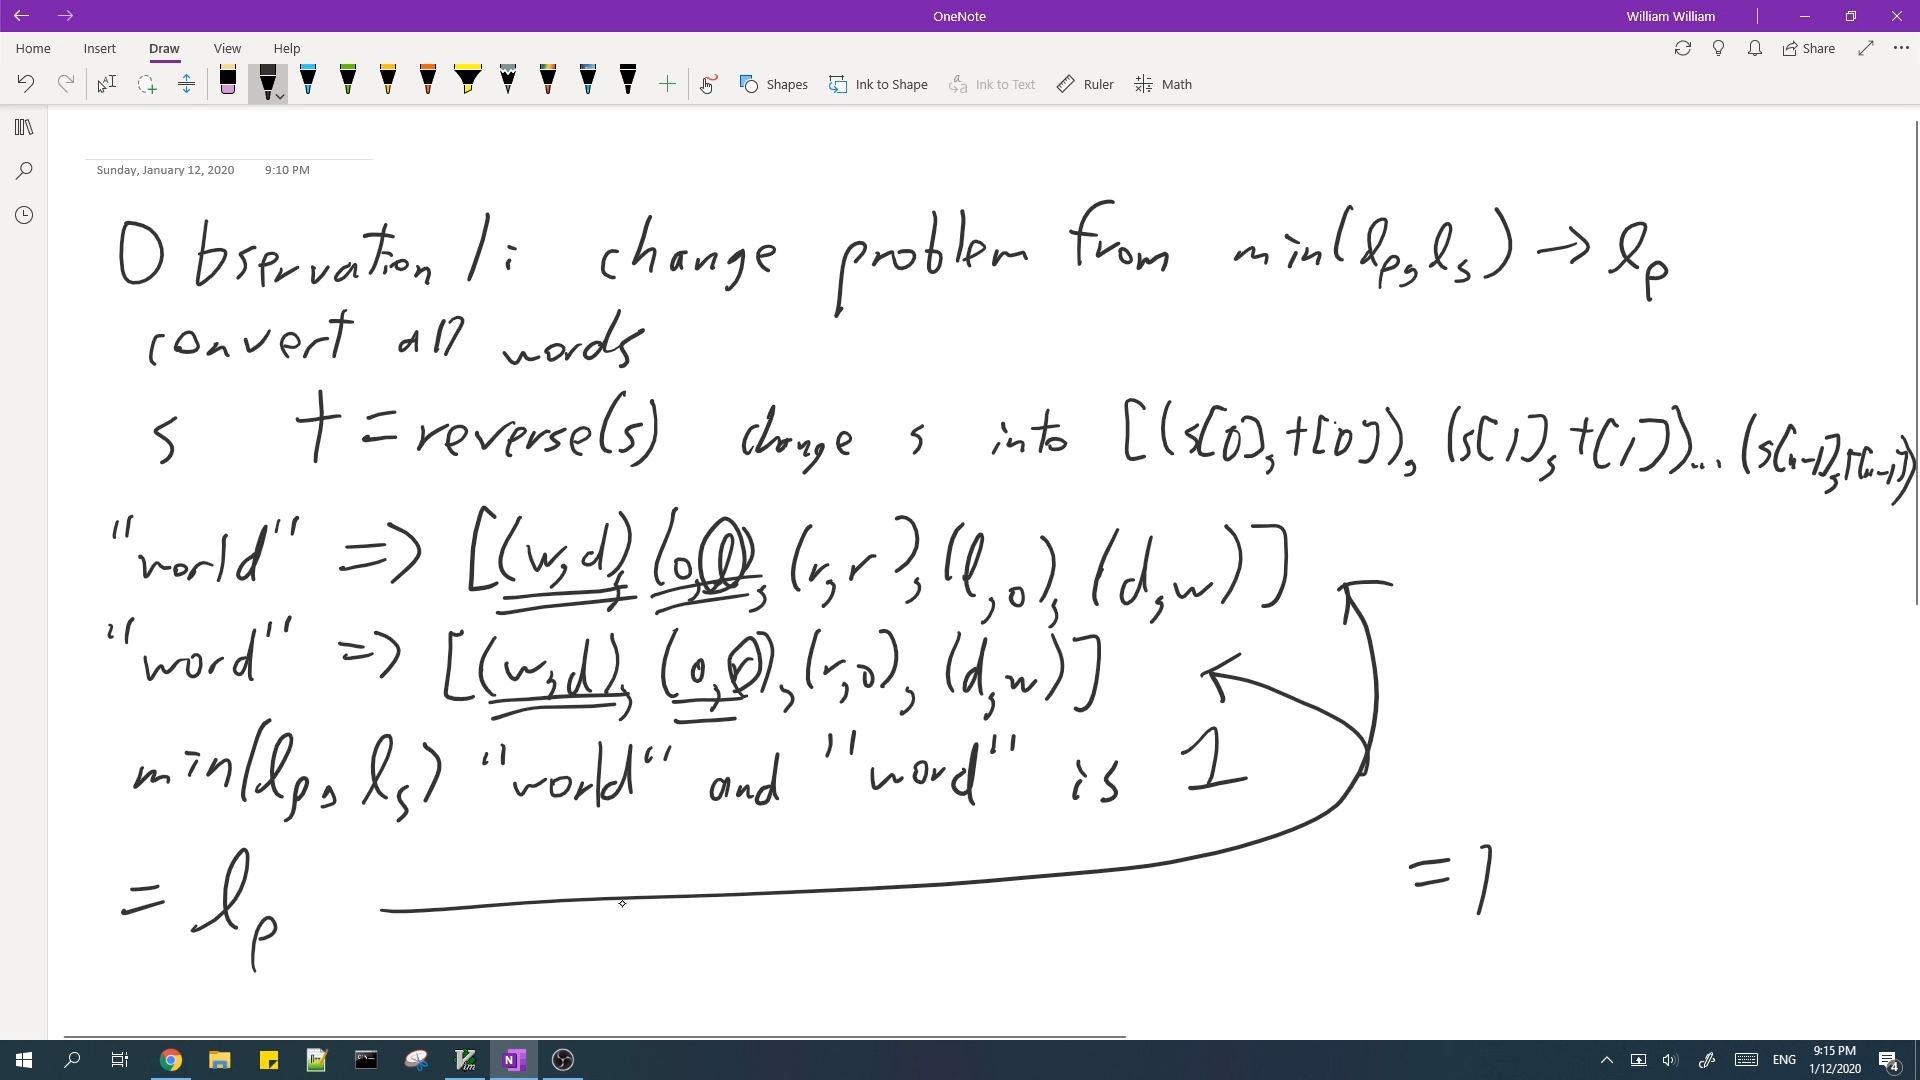 OneNote
William William
Home Insert Draw View Help
Share
Shapes Ink to Shape Ink to Text Ruler Math
Sunday, January 12, 2020 9:10 PM
Observation 1: change problem from min(lp, ls) → lp
convert all words
s t = reverse(s) change s into [(s[0], t[0]), (s[1], t[1])... (s[n-1], t[n-1])
"world" => [(w,d), (o,l), (r,r), (l,o), (d,w)]
"word" => [(w,d), (o,r), (r,o), (d,w)]
min(lp, ls) "world" and "word" is 1
= lp = 1
ENG
9:15 PM
1/12/2020
4